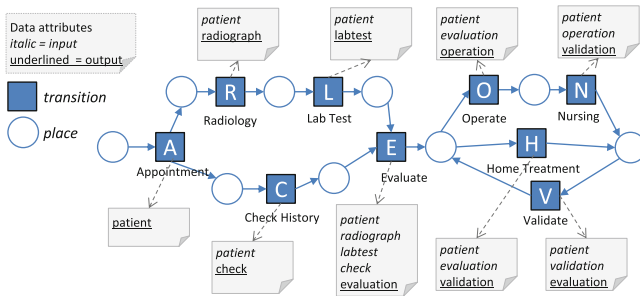 Data attributes
italic = input
underlined = output
transition
place
patient
radiograph
patient
labtest
patient
evaluation
operation
patient
operation
validation
R
Radiology
L
Lab Test
O
Operate
N
Nursing
A
Appointment
E
Evaluate
H
Home Treatment
C
Check History
V
Validate
patient
patient
check
patient
radiograph
labtest
check
evaluation
patient
evaluation
validation
patient
validation
evaluation